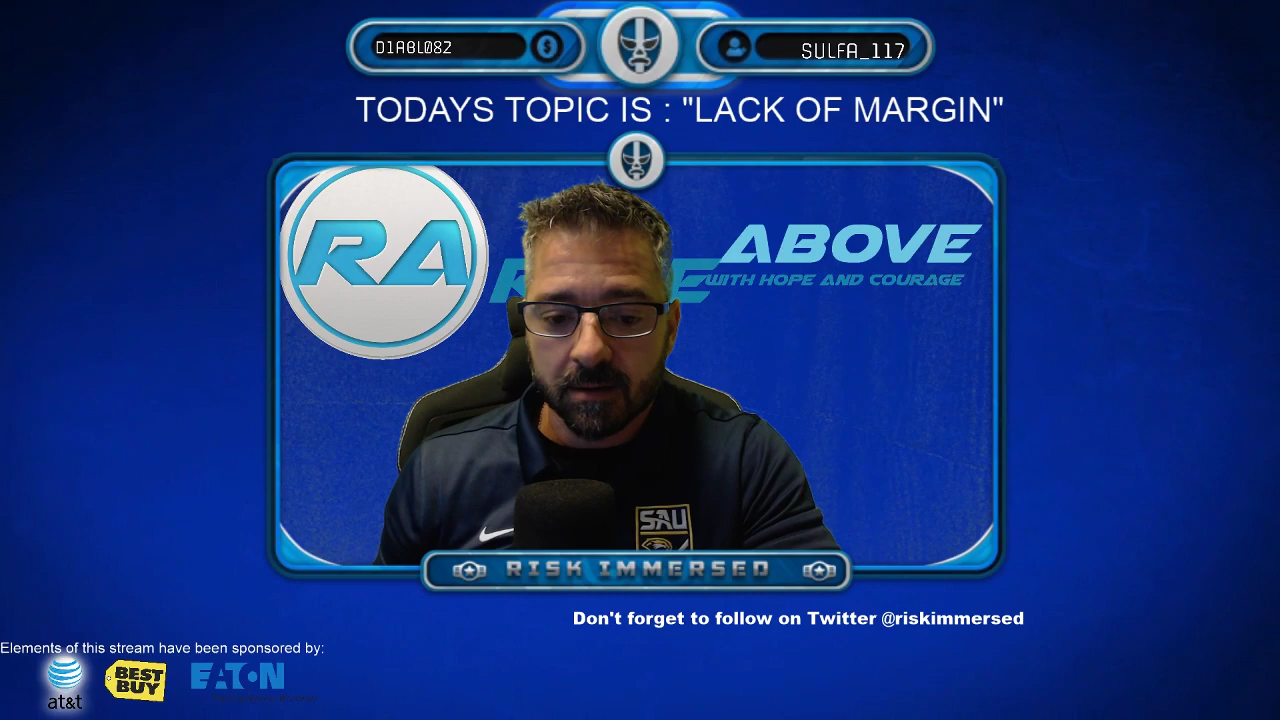 D1ABL082
SULFA_117
TODAYS TOPIC IS : "LACK OF MARGIN"
RA
ABOVE
WITH HOPE AND COURAGE
SAU
RISK IMMERSED
Don't forget to follow on Twitter @riskimmersed
Elements of this stream have been sponsored by:
at&t
BEST BUY
EATON